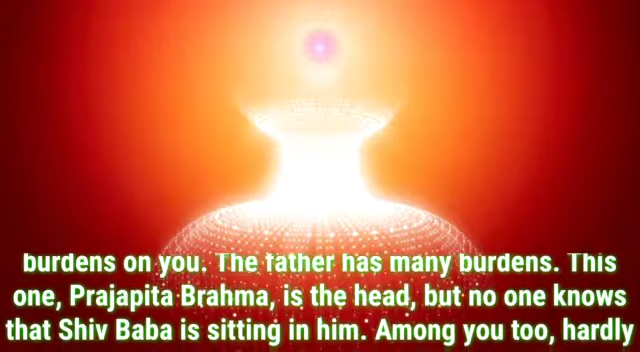 burdens on you. The father has many burdens. This
one, Prajapita Brahma, is the head, but no one knows
that Shiv Baba is sitting in him. Among you too, hardly